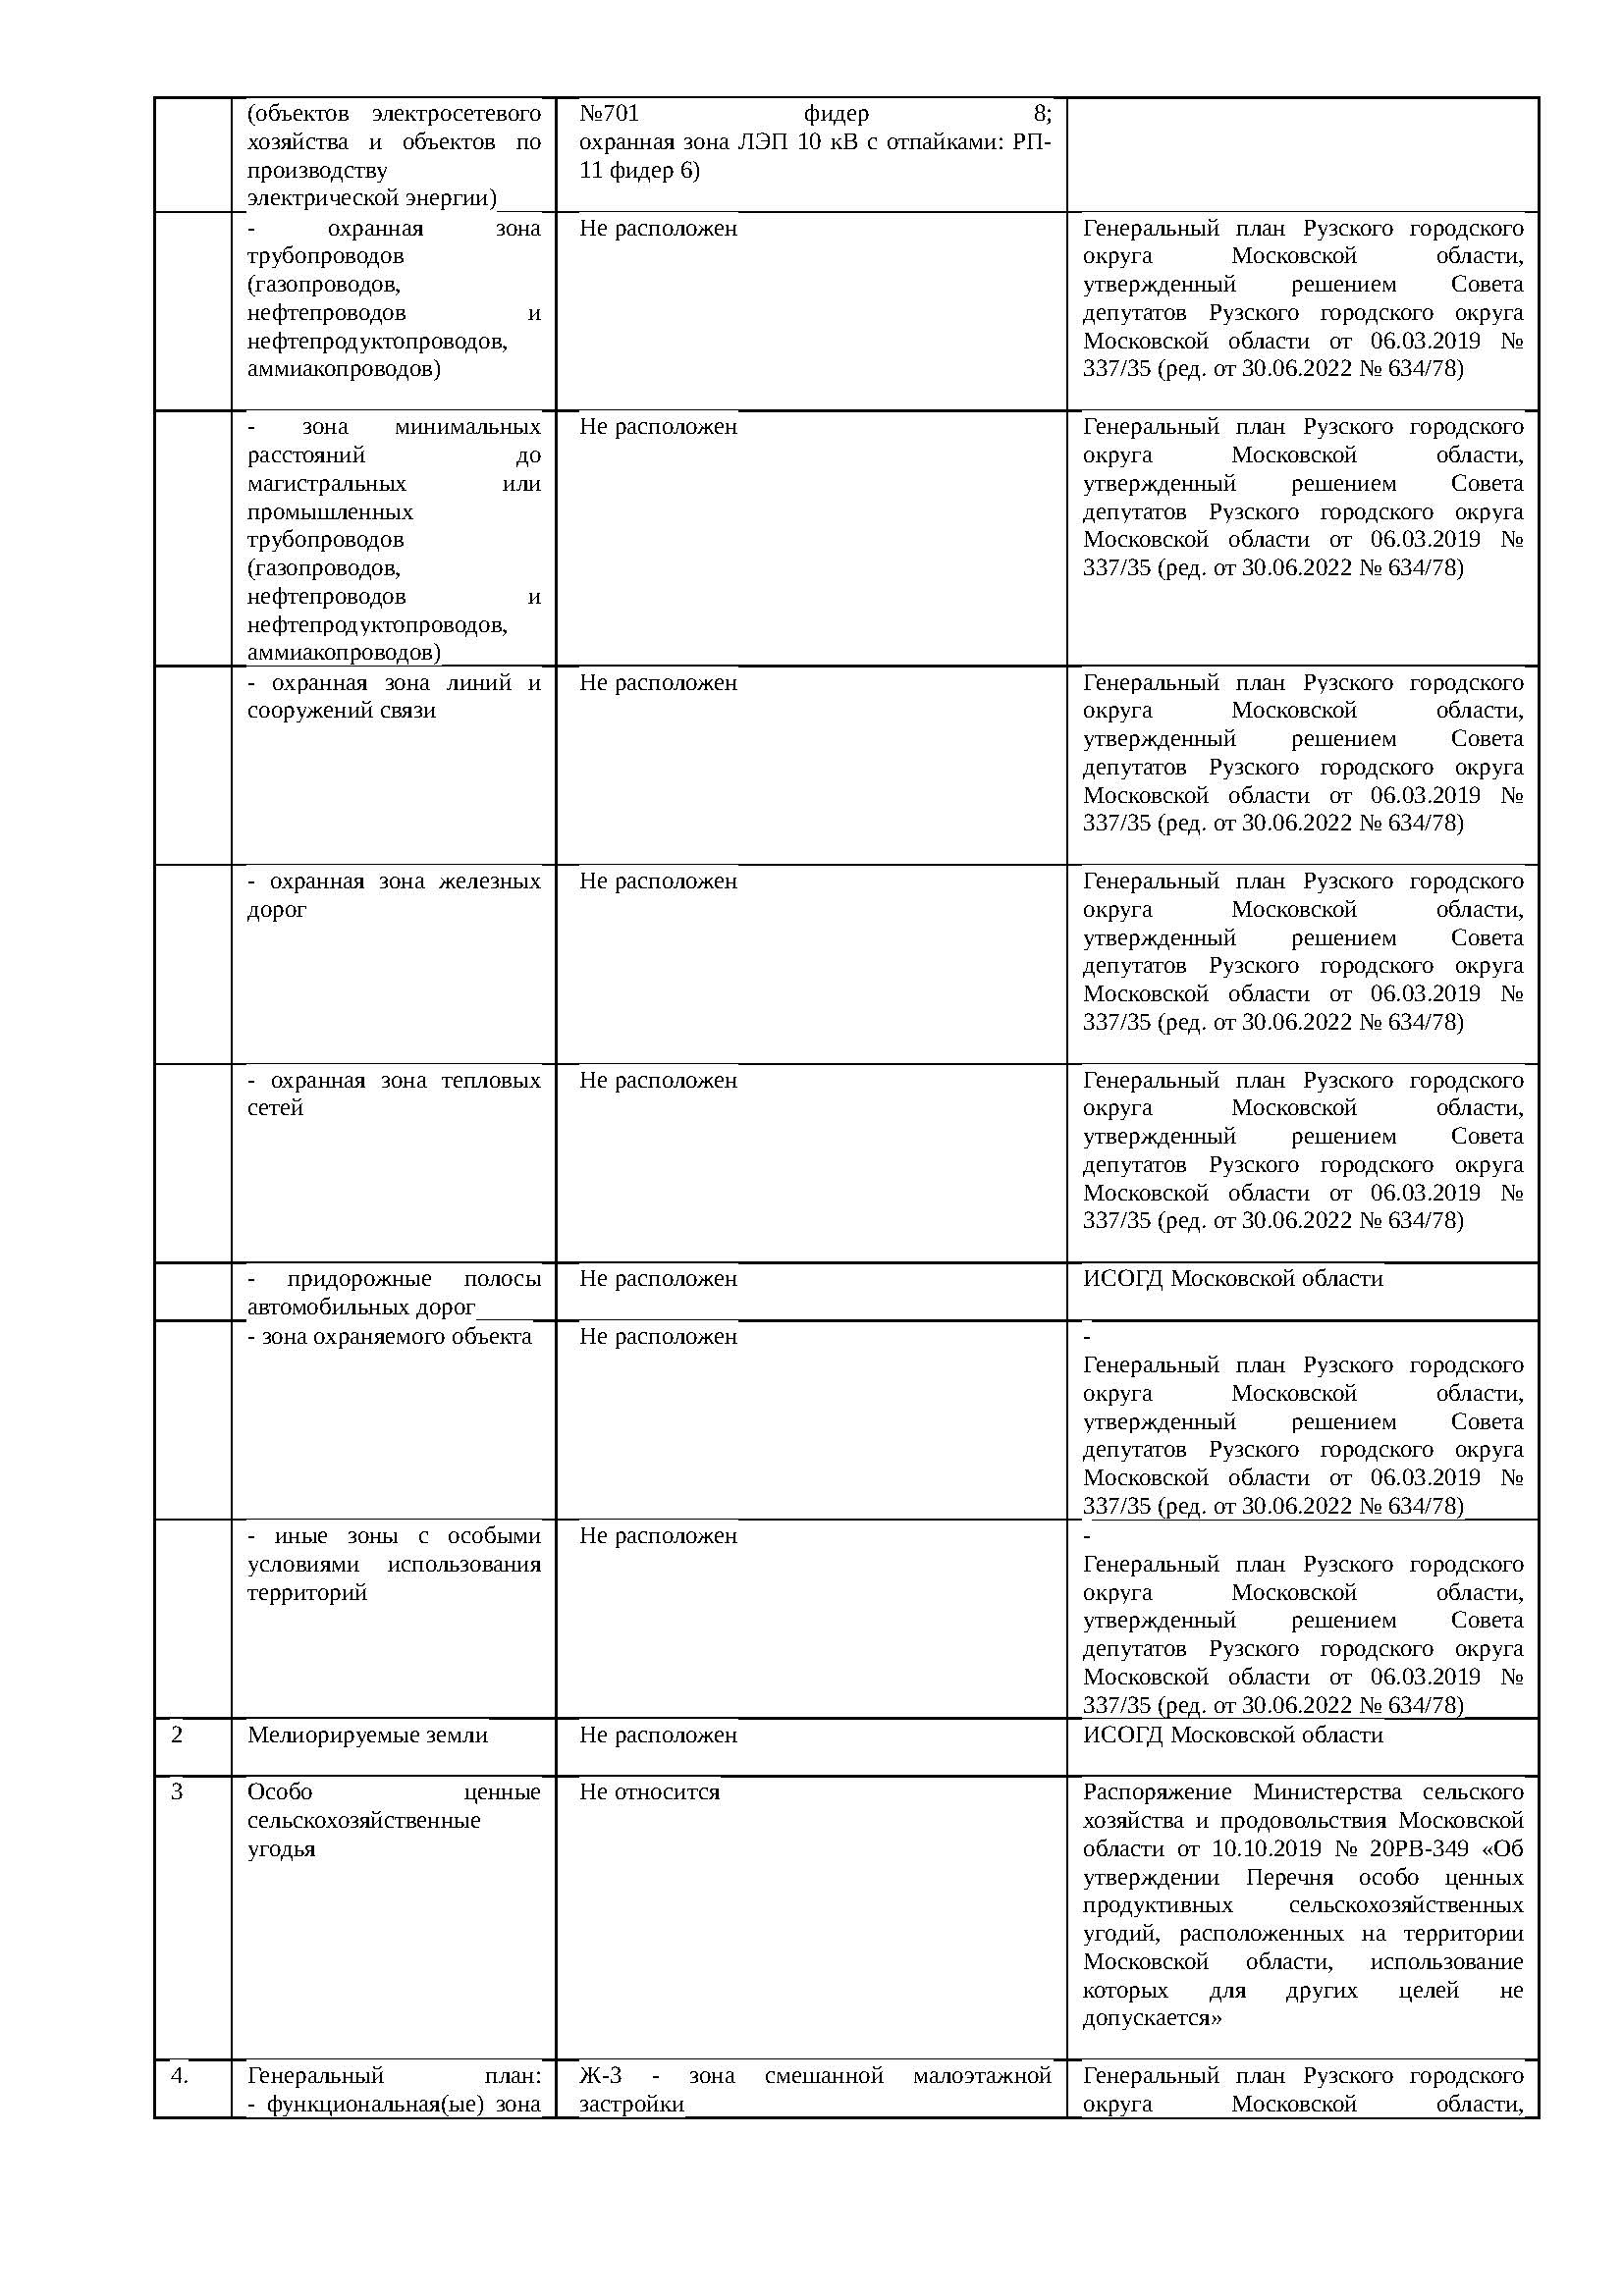 (объектов электросетевого
хозяйства и объектов по
производству
электрической энергии)
№701 фидер 8;
охранная зона ЛЭП 10 кВ с отпайками: РП-
11 фидер 6)
- охранная зона
трубопроводов
(газопроводов,
нефтепроводов и
нефтепродуктопроводов,
аммиакопроводов)
Не расположен
Генеральный план Рузского городского
округа Московской области,
утвержденный решением Совета
депутатов Рузского городского округа
Московской области от 06.03.2019 №
337/35 (ред. от 30.06.2022 № 634/78)
- зона минимальных
расстояний до
магистральных или
промышленных
трубопроводов
(газопроводов,
нефтепроводов и
нефтепродуктопроводов,
аммиакопроводов)
Не расположен
Генеральный план Рузского городского
округа Московской области,
утвержденный решением Совета
депутатов Рузского городского округа
Московской области от 06.03.2019 №
337/35 (ред. от 30.06.2022 № 634/78)
- охранная зона линий и
сооружений связи
Не расположен
Генеральный план Рузского городского
округа Московской области,
утвержденный решением Совета
депутатов Рузского городского округа
Московской области от 06.03.2019 №
337/35 (ред. от 30.06.2022 № 634/78)
- охранная зона железных
дорог
Не расположен
Генеральный план Рузского городского
округа Московской области,
утвержденный решением Совета
депутатов Рузского городского округа
Московской области от 06.03.2019 №
337/35 (ред. от 30.06.2022 № 634/78)
- охранная зона тепловых
сетей
Не расположен
Генеральный план Рузского городского
округа Московской области,
утвержденный решением Совета
депутатов Рузского городского округа
Московской области от 06.03.2019 №
337/35 (ред. от 30.06.2022 № 634/78)
- придорожные полосы
автомобильных дорог
Не расположен
ИСОГД Московской области
- зона охраняемого объекта
Не расположен
-
Генеральный план Рузского городского
округа Московской области,
утвержденный решением Совета
депутатов Рузского городского округа
Московской области от 06.03.2019 №
337/35 (ред. от 30.06.2022 № 634/78)
- иные зоны с особыми
условиями использования
территорий
Не расположен
-
Генеральный план Рузского городского
округа Московской области,
утвержденный решением Совета
депутатов Рузского городского округа
Московской области от 06.03.2019 №
337/35 (ред. от 30.06.2022 № 634/78)
2
Мелиорируемые земли
Не расположен
ИСОГД Московской области
3
Особо ценные
сельскохозяйственные
угодья
Не относится
Распоряжение Министерства сельского
хозяйства и продовольствия Московской
области от 10.10.2019 № 20РВ-349 «Об
утверждении Перечня особо ценных
продуктивных сельскохозяйственных
угодий, расположенных на территории
Московской области, использование
которых для других целей не
допускается»
4.
Генеральный план:
- функциональная(ые) зона
Ж-3 - зона смешанной малоэтажной
застройки
Генеральный план Рузского городского
округа Московской области,